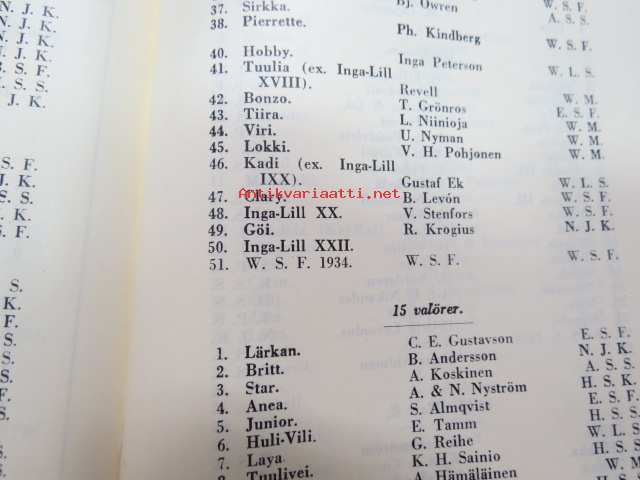 N. J. K.
N. J. K.
N. J. K.
B. S. F.
E. S. F.
J. K.
S. F.
J. K.
S. S.
J. K.
S. F.
S.
K.
F.
S.
S.
F.
S.
K.
S.
37. Sirkka. Bj. Owren W. S. F.
38. Pierrette. A. S. S.
Ph. Kindberg
40. Hobby. W. S. F.
41. Tuulia (ex. Inga-Lill Inga Peterson
XVIII). W. L. S.
42. Bonzo. Revell W. M.
43. Tiira. T. Grönros E. S. F.
44. Viri. L. Niinioja W. M.
45. Lokki. U. Nyman W. M.
46. Kadi (ex. Inga-Lill V. H. Pohjonen W. M.
IXX). Gustaf Ek W. L. S.
Antikvariaatti.net
47. Olary. B. Levón W. S. F.
48. Inga-Lill XX. V. Stenfors W. S. F.
49. Göi. R. Krogius N. J. K.
50. Inga-Lill XXII.
51. W. S. F. 1934. W. S. F. W. S. F.
15 valörer.
1. Lärkan. C. E. Gustavson E. S. F.
2. Britt. B. Andersson N. J. K.
3. Star. A. Koskinen A. S. S.
4. Anea. A. & N. Nyström H. S. K.
5. Junior. S. Almqvist E. S. F.
6. Huli-Vili. E. Tamm H. S. S.
7. Laya G. Reihe W. L. S.
8. Tuulivei. K. H. Sainio H. S.
A. Hämäläinen W. M.